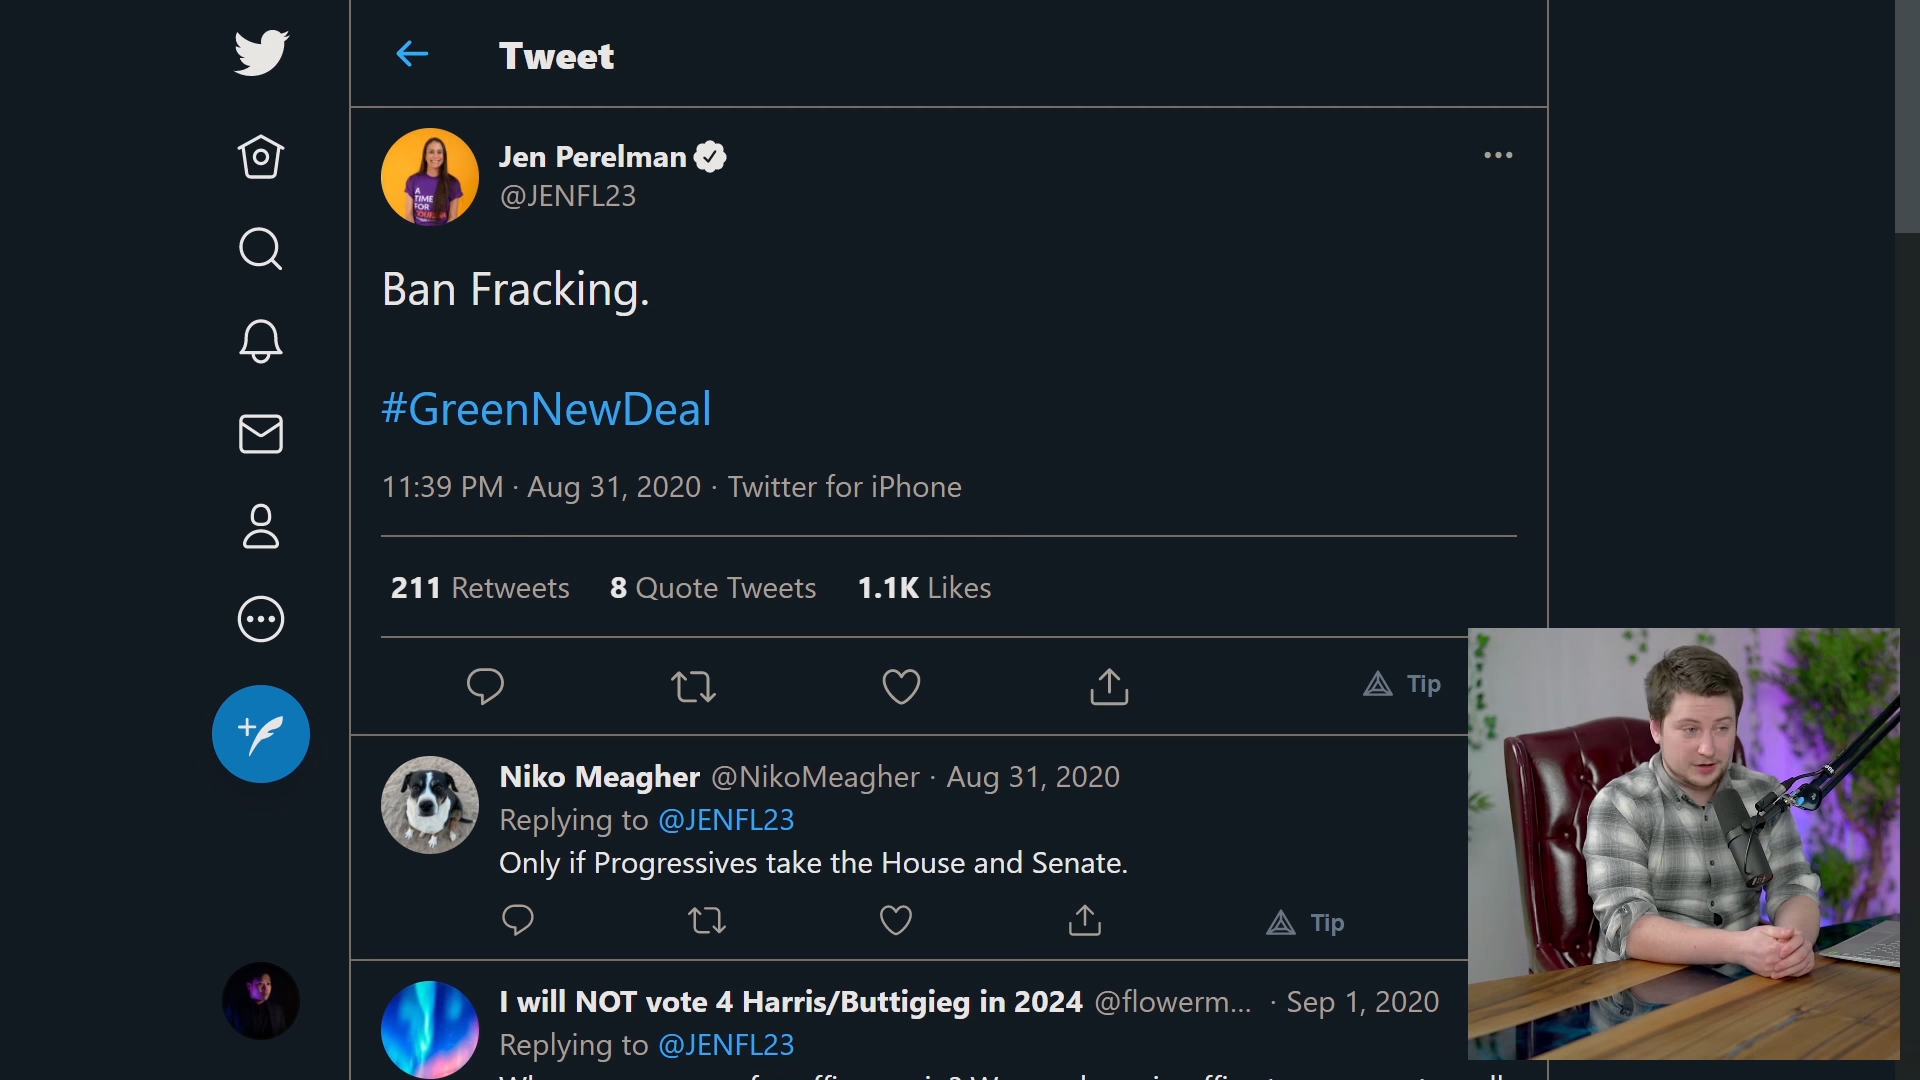 Tweet
Jen Perelman
@JENFL23
A
TIME
FOR
Ban Fracking.
#GreenNewDeal
11:39 PM · Aug 31, 2020 · Twitter for iPhone
211 Retweets 8 Quote Tweets 1.1K Likes
Tip
Niko Meagher @NikoMeagher · Aug 31, 2020
Replying to @JENFL23
Only if Progressives take the House and Senate.
Tip
I will NOT vote 4 Harris/Buttigieg in 2024 @flowerm... · Sep 1, 2020
Replying to @JENFL23